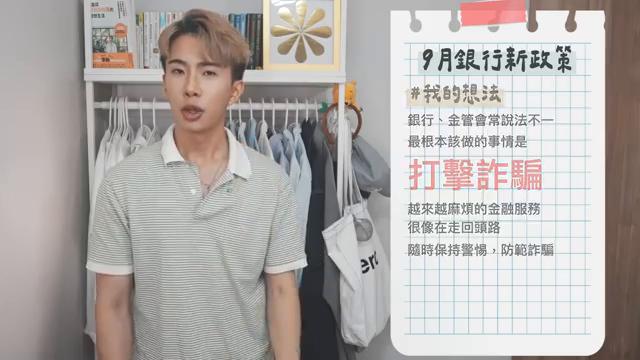 9月銀行新政策
#我的想法
銀行、金管會常說法不一
最根本該做的事情是
打擊詐騙
越來越麻煩的金融服務
很像在走回頭路
隨時保持警惕，防範詐騙